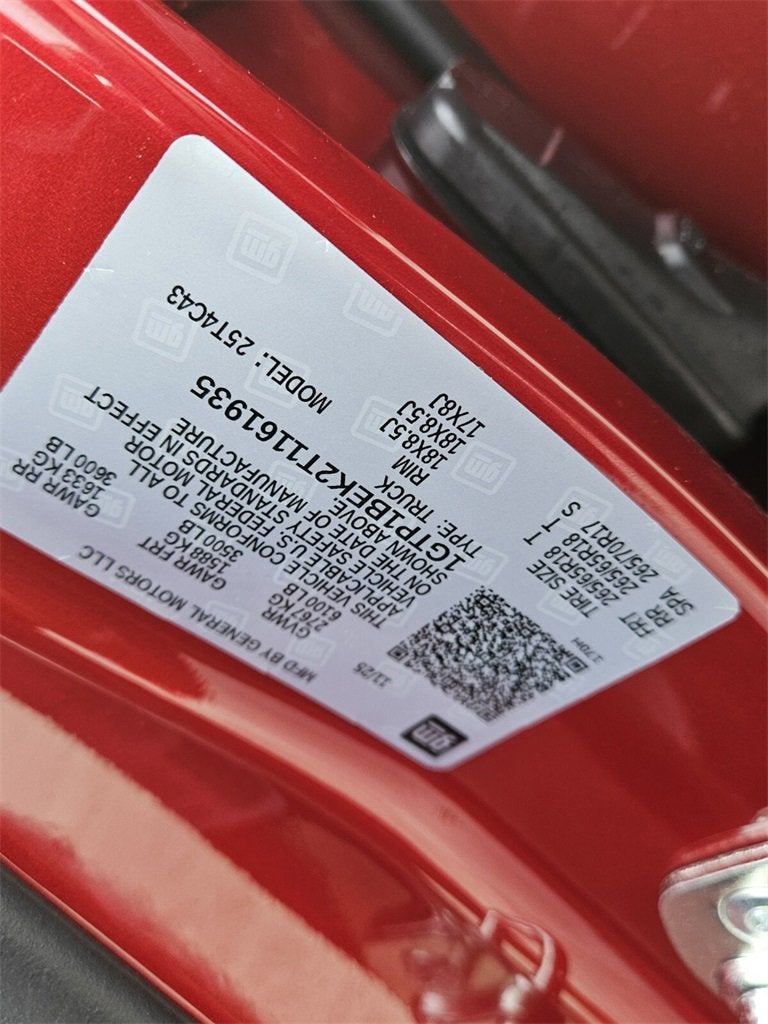 gm
MFD BY GENERAL MOTORS LLC
11/25
GVWR
2767 KG
6100 LB
GAWR FRT
1588 KG
3500 LB
GAWR RR
1633 KG
3600 LB
THIS VEHICLE CONFORMS TO ALL
APPLICABLE U.S. FEDERAL MOTOR
VEHICLE SAFETY STANDARDS IN EFFECT
ON THE DATE OF MANUFACTURE
SHOWN ABOVE
1GTP1BEK2T1161935
TYPE: TRUCK
MODEL: 25T4C43
TIRE SIZE RIM
FRT 265/65R18 T 18X8.5J
RR 265/65R18 T 18X8.5J
SPA 265/70R17 S 17X8J